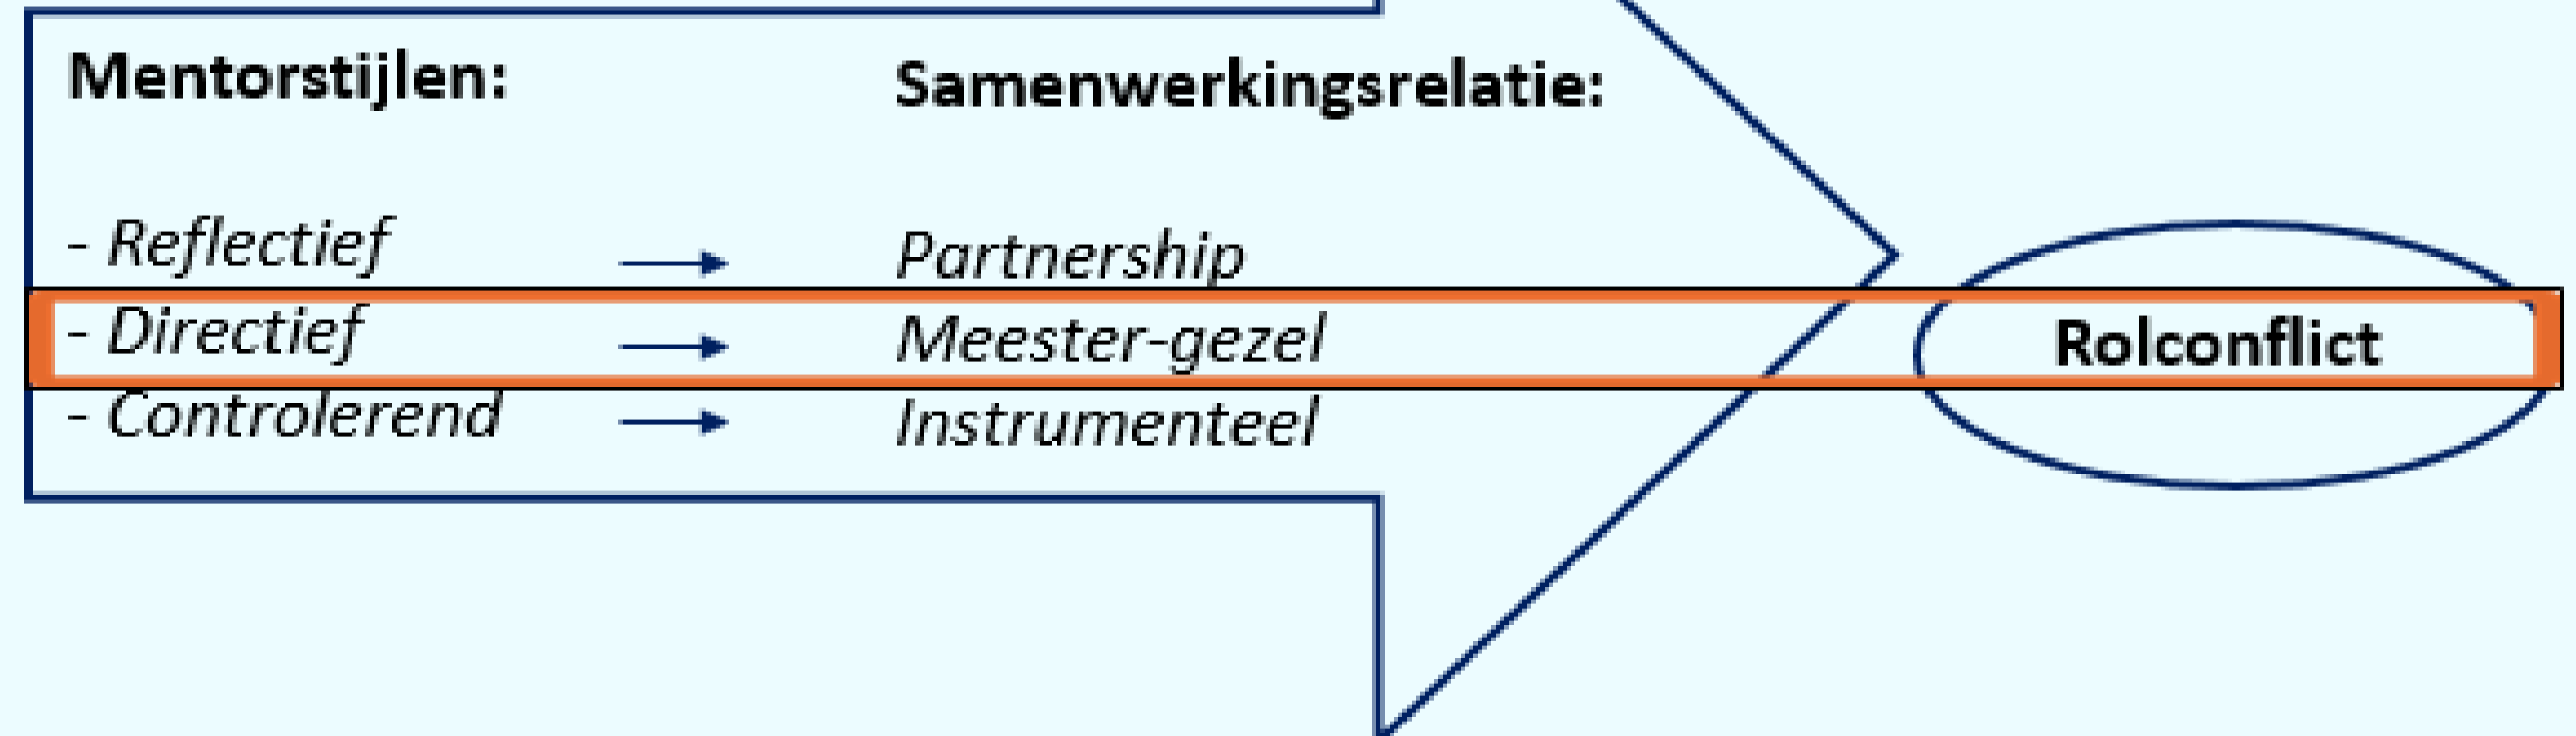 Mentorstijlen: Samenwerkingsrelatie:
- Reflectief Partnership
- Directief Meester-gezel Rolconflict
- Controlerend Instrumenteel